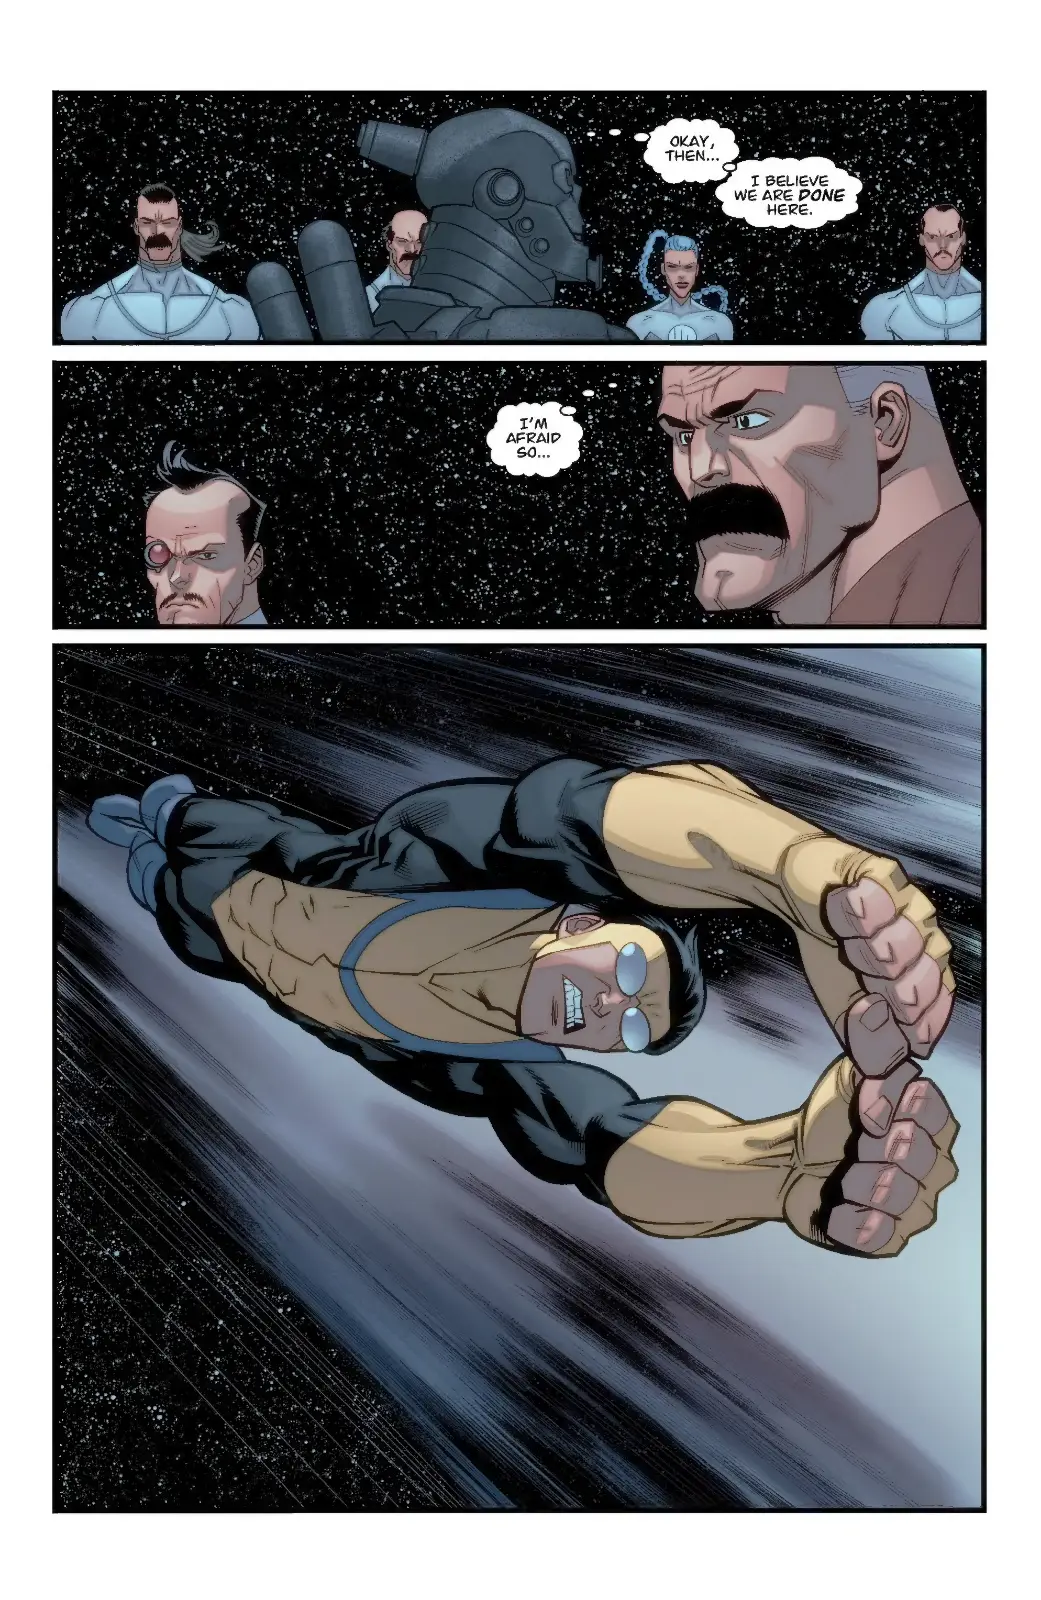 OKAY,
THEN...
I BELIEVE
WE ARE DONE
HERE.
I'M
AFRAID
SO...